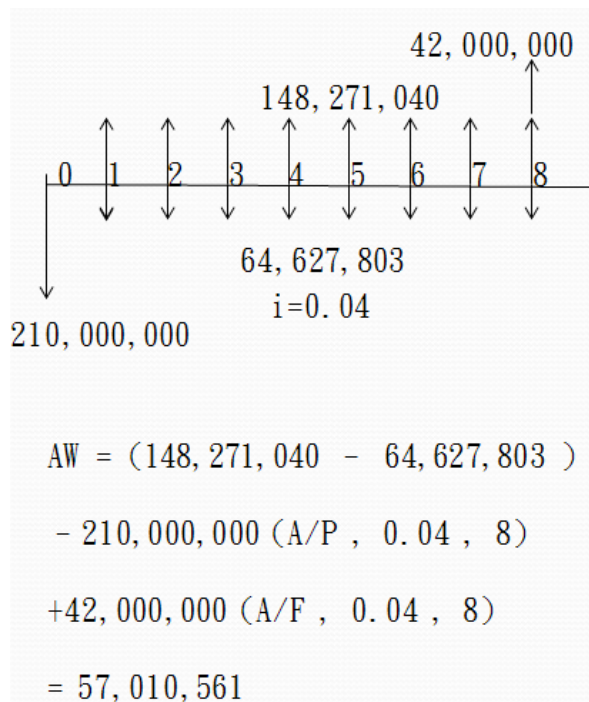 42, 000, 000
148, 271, 040
0 1 2 3 4 5 6 7 8
64, 627, 803
i=0. 04
210, 000, 000
AW = (148, 271, 040 - 64, 627, 803 )
- 210, 000, 000 (A/P , 0. 04 , 8)
+42, 000, 000 (A/F , 0. 04 , 8)
= 57, 010, 561